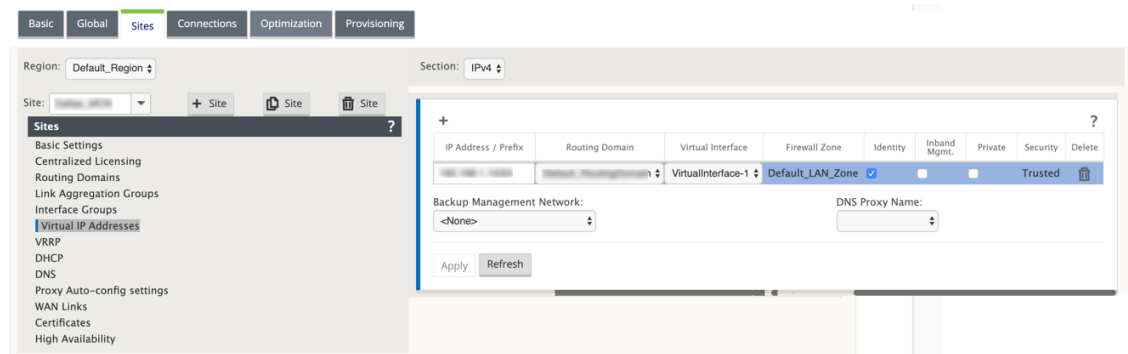 Basic Global Sites Connections Optimization Provisioning
Region: Default_Region
Section: IPv4
Site:
+ Site Site Site
Sites ?
Basic Settings
Centralized Licensing
Routing Domains
Link Aggregation Groups
Interface Groups
Virtual IP Addresses
VRRP
DHCP
DNS
Proxy Auto-config settings
WAN Links
Certificates
High Availability
+ ?
IP Address / Prefix Routing Domain Virtual Interface Firewall Zone Identity Inband Mgmt. Private Security Delete
VirtualInterface-1 Default_LAN_Zone Trusted
Backup Management Network: DNS Proxy Name:
<None>
Apply Refresh